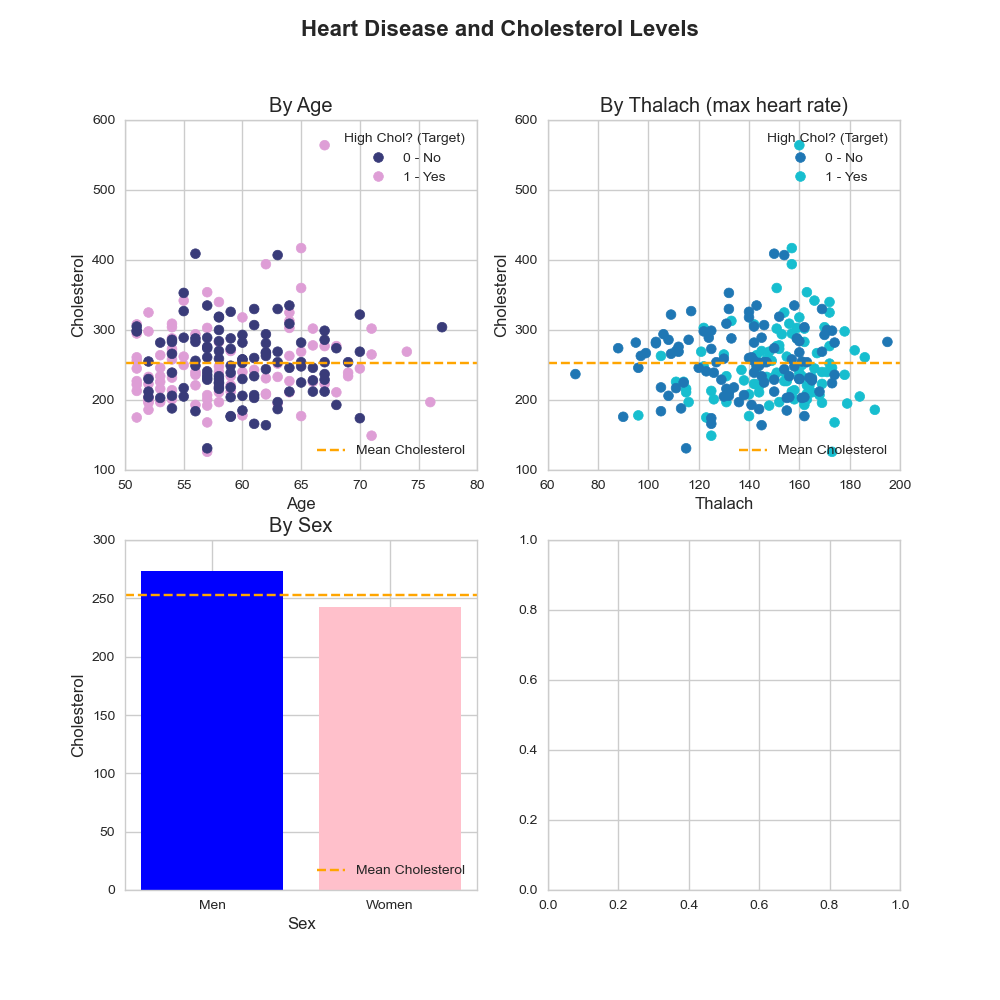 Heart Disease and Cholesterol Levels
By Age
600
500
400
300
200
100
Cholesterol
High Chol? (Target)
0 - No
1 - Yes
Mean Cholesterol
50 55 60 65 70 75 80
Age
By Thalach (max heart rate)
600
500
400
300
200
100
Cholesterol
High Chol? (Target)
0 - No
1 - Yes
Mean Cholesterol
60 80 100 120 140 160 180 200
Thalach
By Sex
300
250
200
150
100
50
0
Cholesterol
Mean Cholesterol
Men Women
Sex
1.0
0.8
0.6
0.4
0.2
0.0
0.0 0.2 0.4 0.6 0.8 1.0